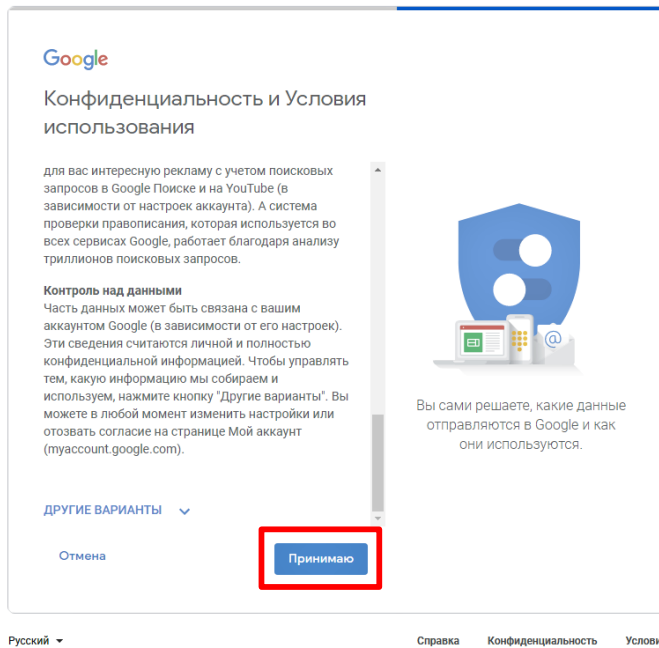 Google
Конфиденциальность и Условия
использования
для вас интересную рекламу с учетом поисковых
запросов в Google Поиске и на YouTube (в
зависимости от настроек аккаунта). А система
проверки правописания, которая используется во
всех сервисах Google, работает благодаря анализу
триллионов поисковых запросов.
Контроль над данными
Часть данных может быть связана с вашим
аккаунтом Google (в зависимости от его настроек).
Эти сведения считаются личной и полностью
конфиденциальной информацией. Чтобы управлять
тем, какую информацию мы собираем и
используем, нажмите кнопку "Другие варианты". Вы
можете в любой момент изменить настройки или
отозвать согласие на странице Мой аккаунт
(myaccount.google.com).
@
Вы сами решаете, какие данные
отправляются в Google и как
они используются.
ДРУГИЕ ВАРИАНТЫ
Отмена
Принимаю
Русский
Справка Конфиденциальность Услови